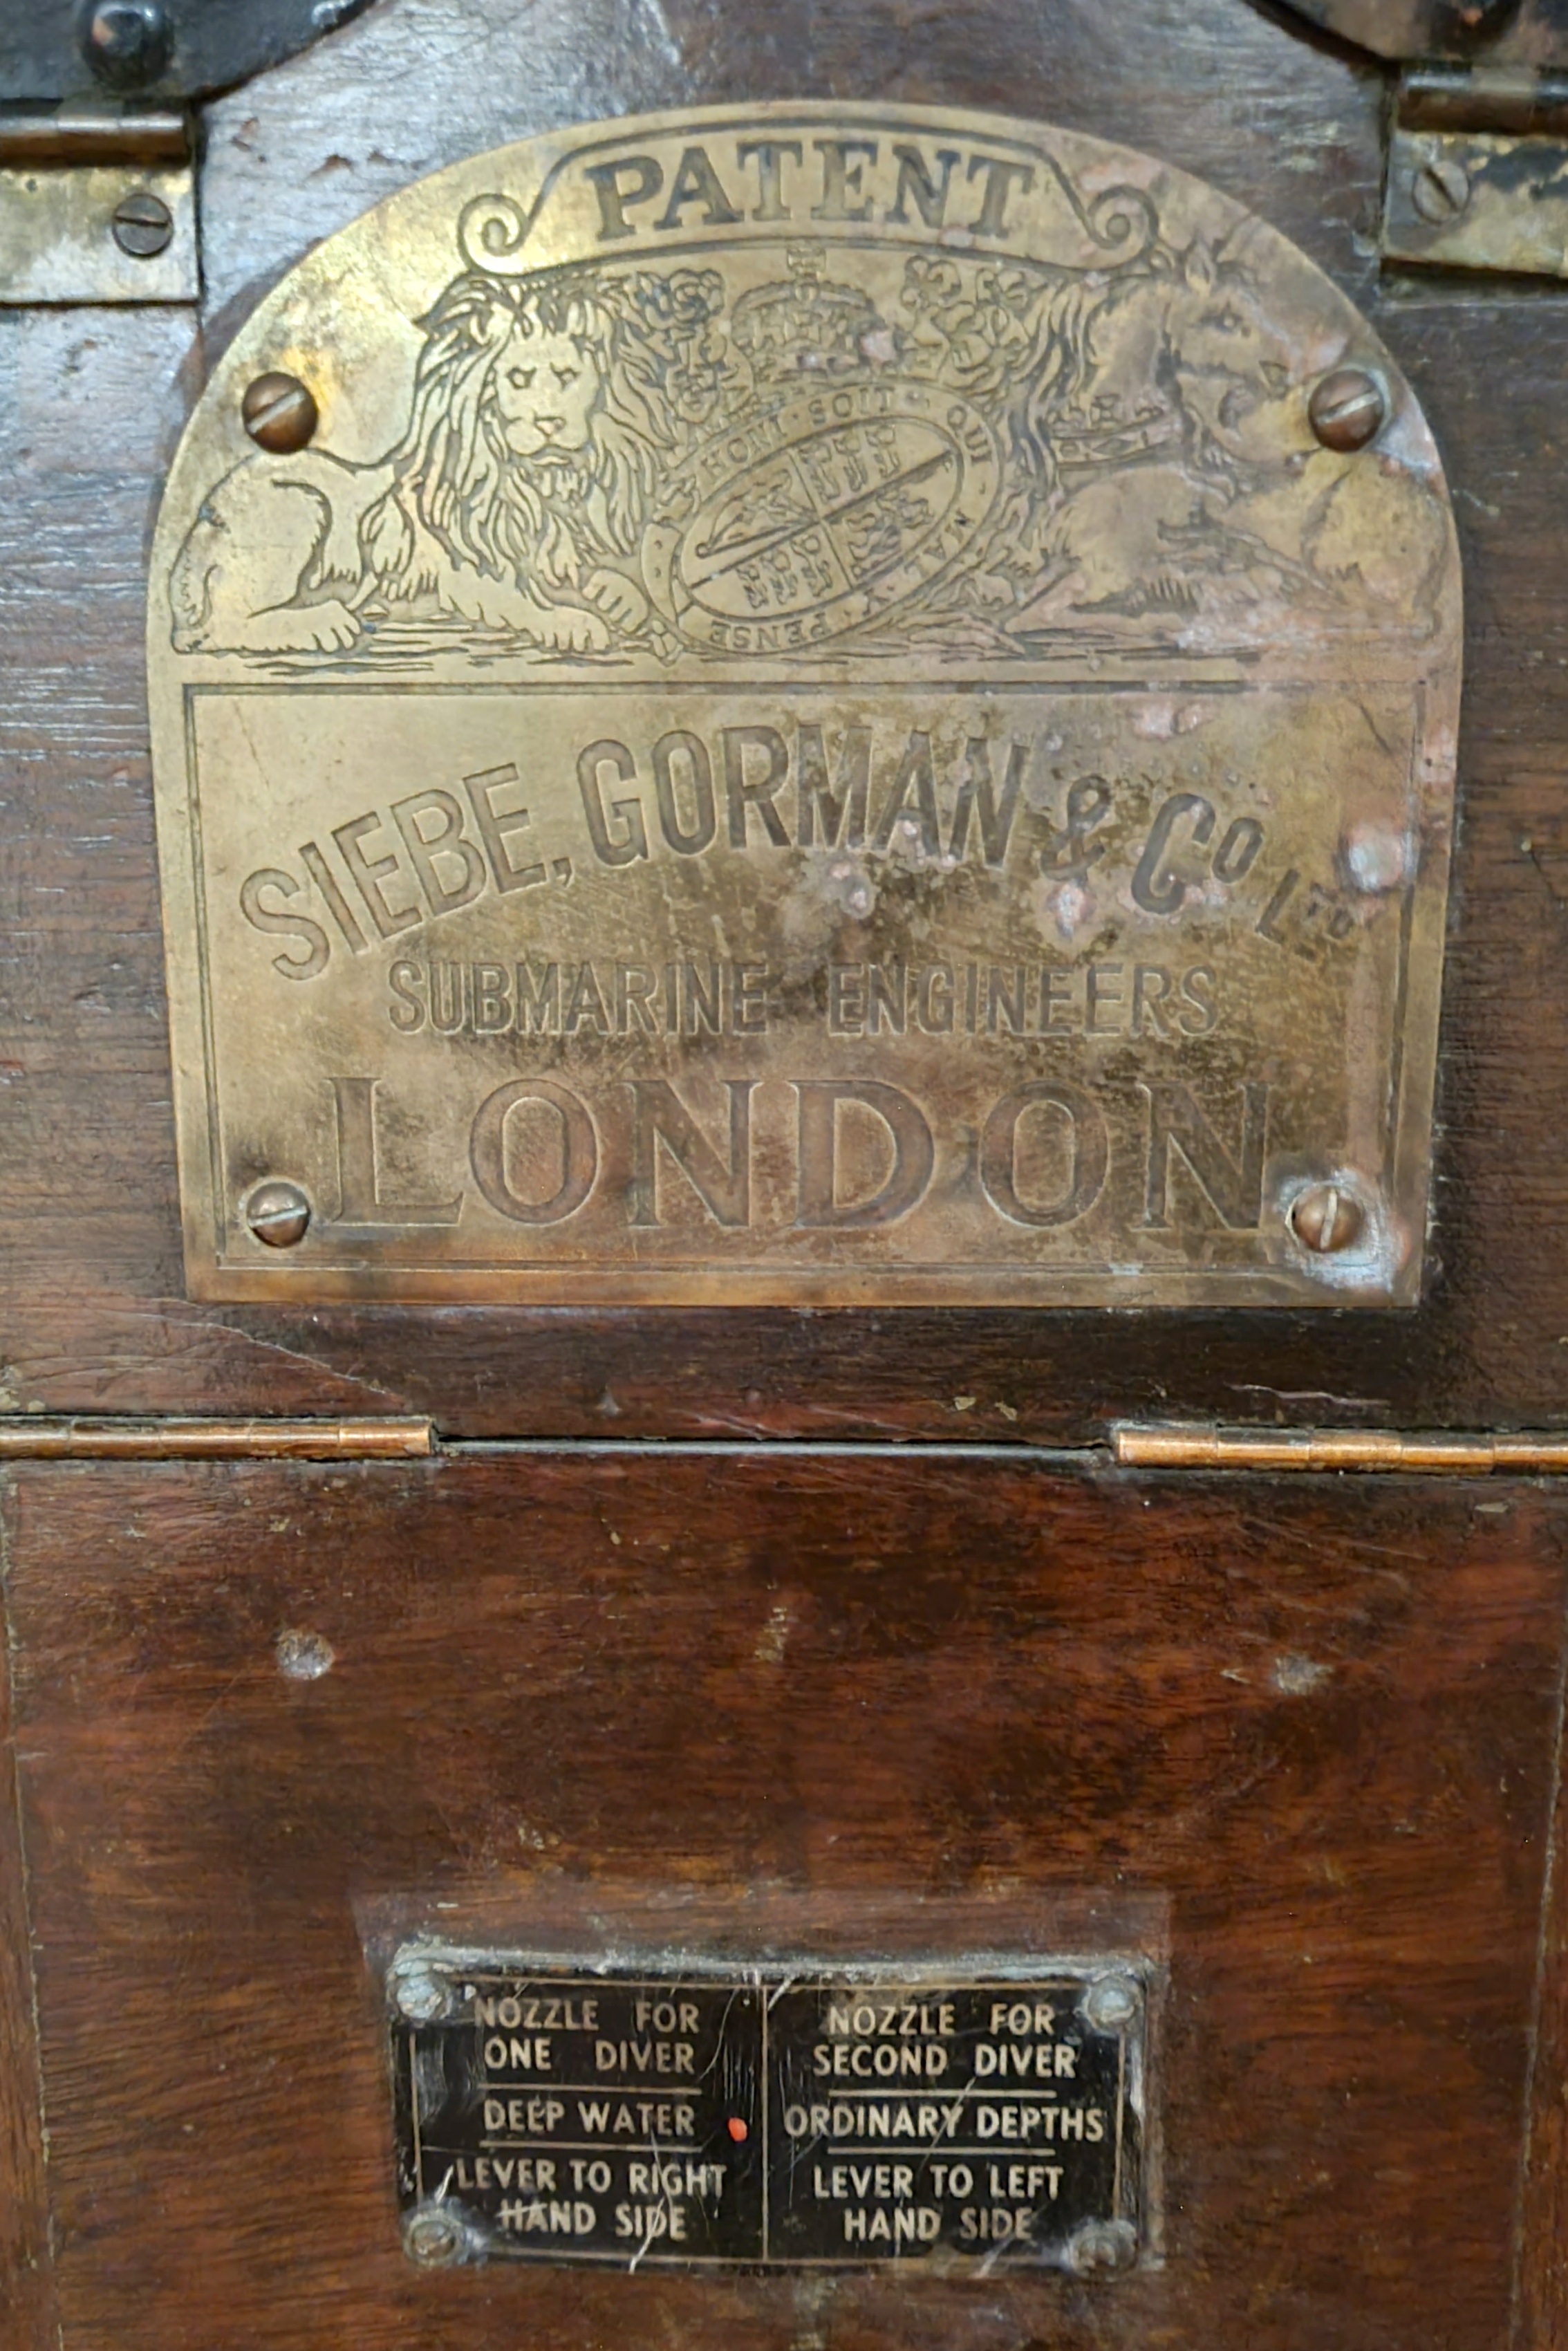 PATENT
HONI · SOIT · QUI MAL · Y · PENSE
SIEBE, GORMAN & Co LTD
SUBMARINE ENGINEERS
LONDON
NOZZLE FOR
ONE DIVER
DEEP WATER
LEVER TO RIGHT
HAND SIDE
NOZZLE FOR
SECOND DIVER
ORDINARY DEPTHS
LEVER TO LEFT
HAND SIDE